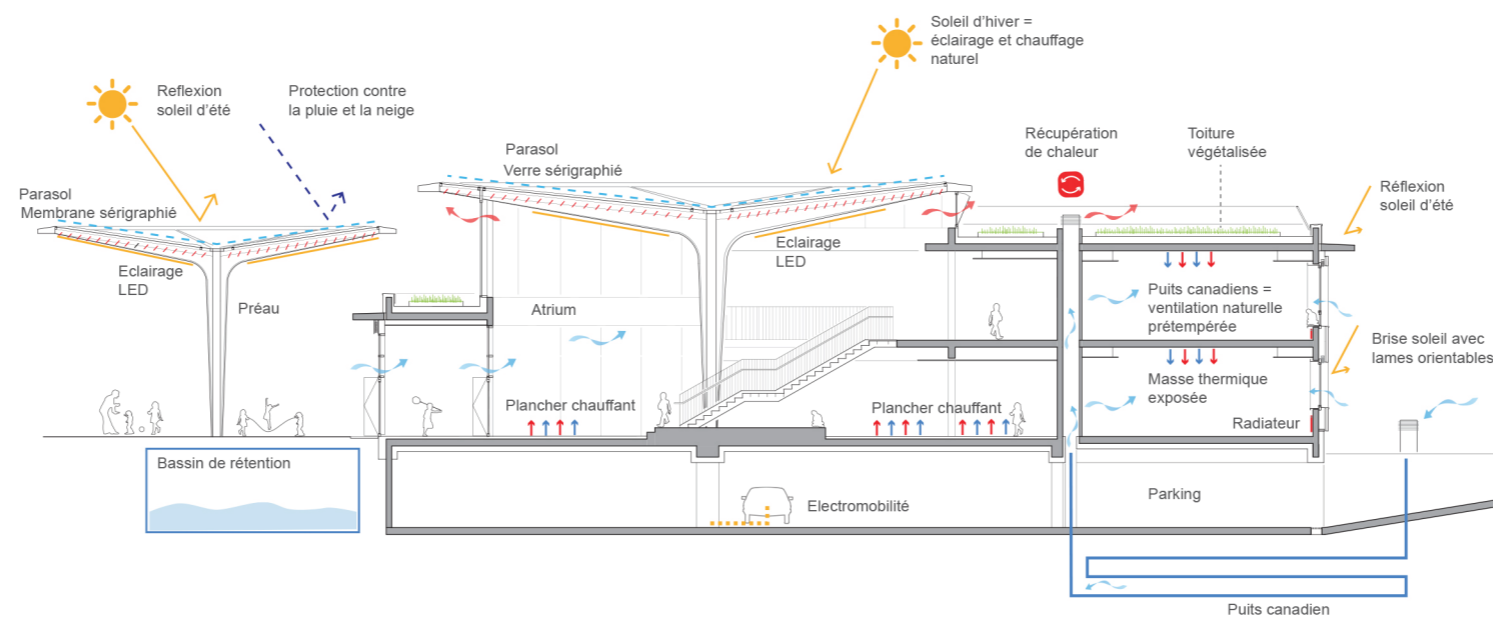 Soleil d'hiver =
éclairage et chauffage
naturel
Reflexion
soleil d'été
Protection contre
la pluie et la neige
Récupération
de chaleur
Toiture
végétalisée
Parasol
Verre sérigraphié
Parasol
Membrane sérigraphié
Réflexion
soleil d'été
Eclairage
LED
Eclairage
LED
Préau
Atrium
Puits canadiens =
ventilation naturelle
prétempérée
Brise soleil avec
lames orientables
Masse thermique
exposée
Plancher chauffant
Plancher chauffant
Radiateur
Bassin de rétention
Electromobilité
Parking
Puits canadien